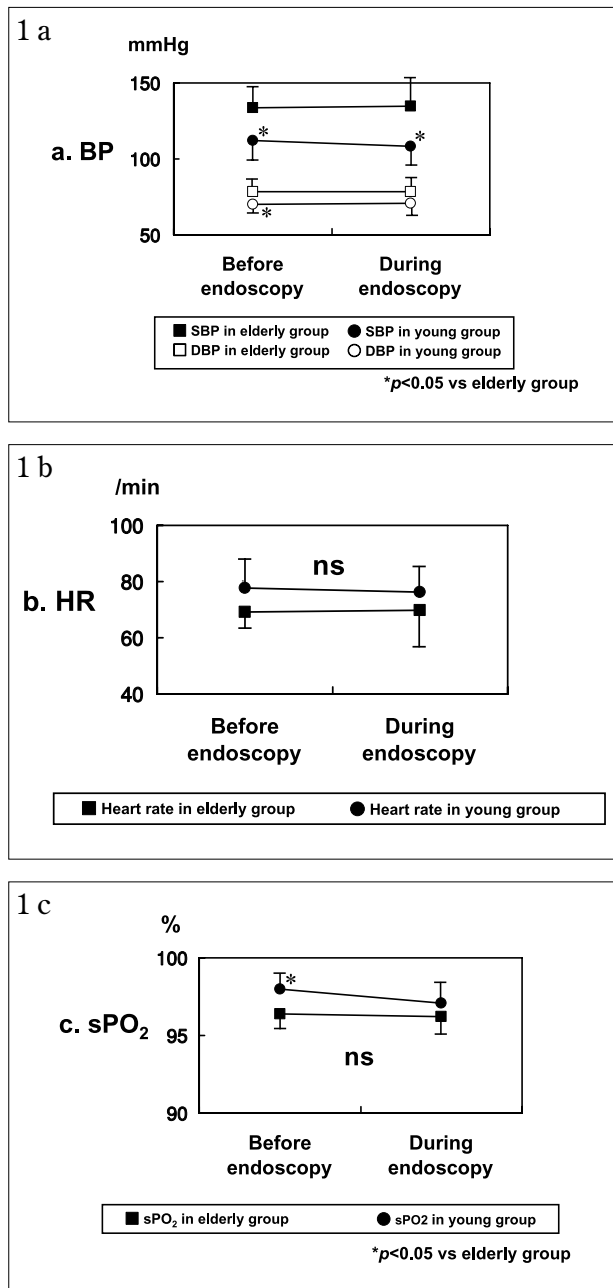 1 a
mmHg
150
a. BP
100
50
*
*
*
Before endoscopy
During endoscopy
■ SBP in elderly group ● SBP in young group
□ DBP in elderly group ○ DBP in young group
*p<0.05 vs elderly group
1 b
/min
100
ns
80
b. HR
60
40
Before endoscopy
During endoscopy
■ Heart rate in elderly group ● Heart rate in young group
1 c
%
100
*
c. sPO₂
95
ns
90
Before endoscopy
During endoscopy
■ sPO₂ in elderly group ● sPO2 in young group
*p<0.05 vs elderly group